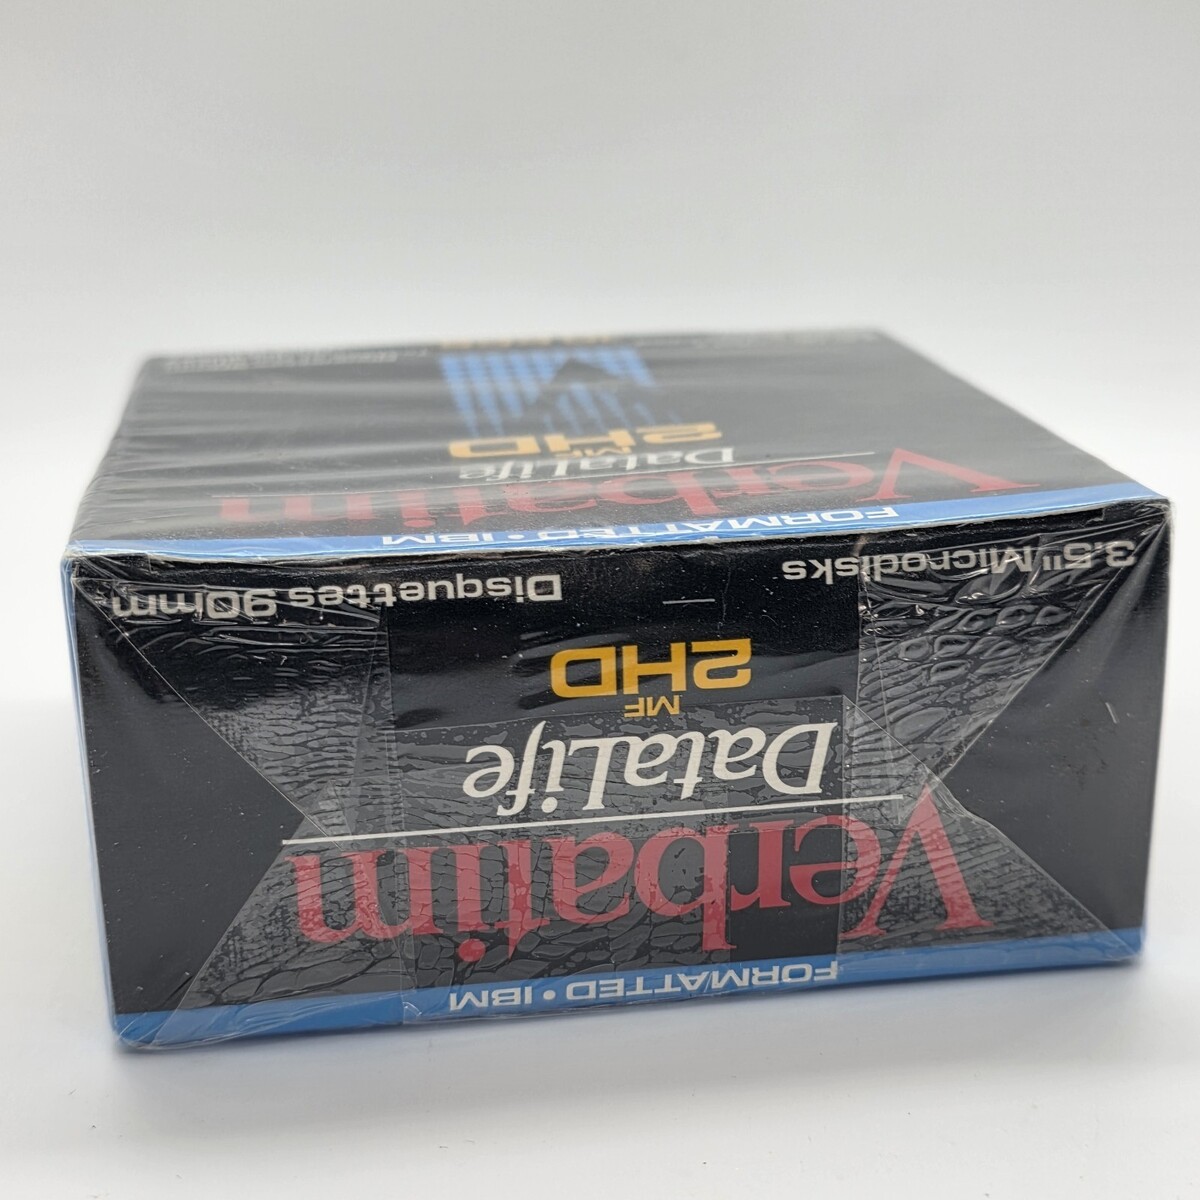 FORMATTED • IBM
Verbatim
DataLife
MF 2HD
3.5" Microdisks Disquettes 90mm
FORMATTED • IBM
Verbatim
DataLife
MF 2HD